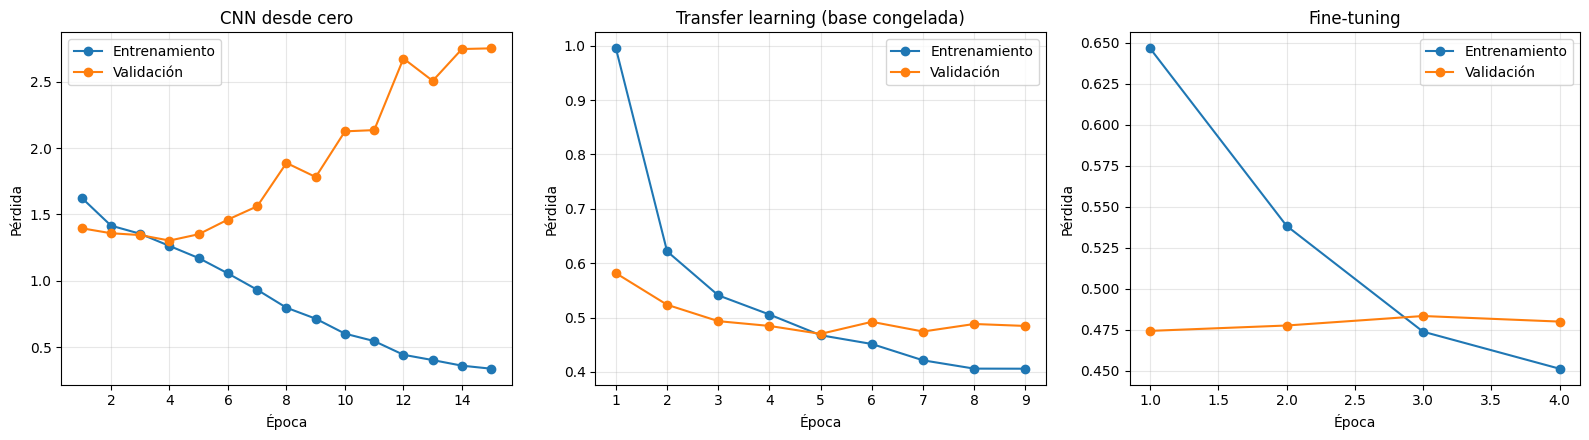 CNN desde cero
Entrenamiento
Validación
2.5
2.0
1.5
1.0
0.5
Pérdida
2 4 6 8 10 12 14
Época
Transfer learning (base congelada)
Entrenamiento
Validación
1.0
0.9
0.8
0.7
0.6
0.5
0.4
Pérdida
1 2 3 4 5 6 7 8 9
Época
Fine-tuning
Entrenamiento
Validación
0.650
0.625
0.600
0.575
0.550
0.525
0.500
0.475
0.450
Pérdida
1.0 1.5 2.0 2.5 3.0 3.5 4.0
Época